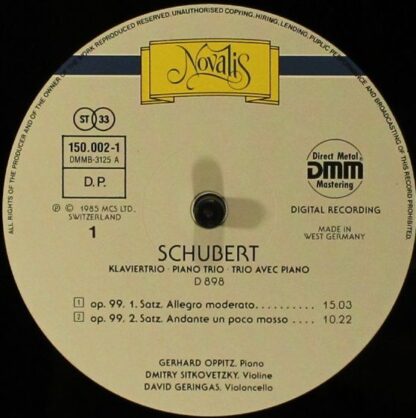 ALL RIGHTS OF THE PRODUCER AND OF THE OWNER OF THE WORK REPRODUCED RESERVED. UNAUTHORISED COPYING, HIRING, LENDING, PUBLIC PERFORMANCE AND BROADCASTING OF THIS RECORD PROHIBITED
Novalis
ST 33
150.002-1
DMMB-3125 A
D.P.
Direct Metal
DMM
Mastering
℗ © 1985 MCS LTD.,
SWITZERLAND
1
DIGITAL RECORDING
MADE IN
WEST GERMANY
SCHUBERT
KLAVIERTRIO · PIANO TRIO · TRIO AVEC PIANO
D 898
1 op. 99. 1. Satz. Allegro moderato.......... 15.03
2 op. 99. 2. Satz. Andante un poco mosso .... 10.22
GERHARD OPPITZ, Piano
DMITRY SITKOVETZKY, Violine
DAVID GERINGAS, Violoncello